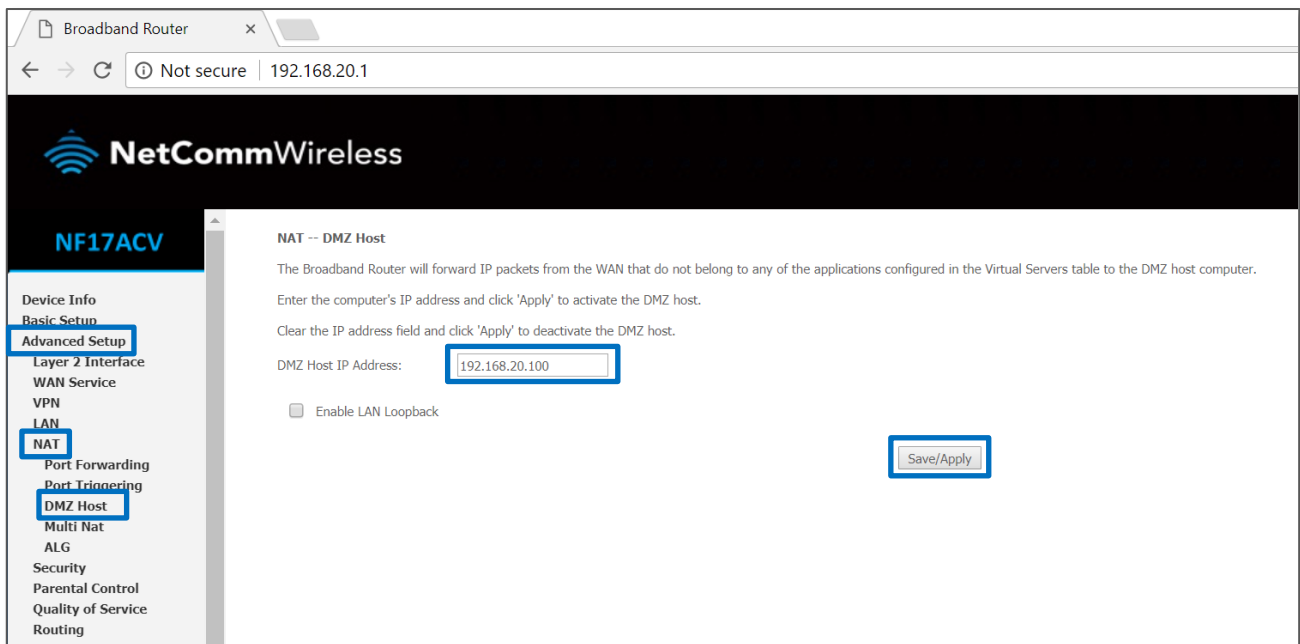 Broadband Router
Not secure | 192.168.20.1
NetCommWireless
NF17ACV
Device Info
Basic Setup
Advanced Setup
Layer 2 Interface
WAN Service
VPN
LAN
NAT
Port Forwarding
Port Triggering
DMZ Host
Multi Nat
ALG
Security
Parental Control
Quality of Service
Routing
NAT -- DMZ Host
The Broadband Router will forward IP packets from the WAN that do not belong to any of the applications configured in the Virtual Servers table to the DMZ host computer.
Enter the computer's IP address and click 'Apply' to activate the DMZ host.
Clear the IP address field and click 'Apply' to deactivate the DMZ host.
DMZ Host IP Address: 192.168.20.100
Enable LAN Loopback
Save/Apply